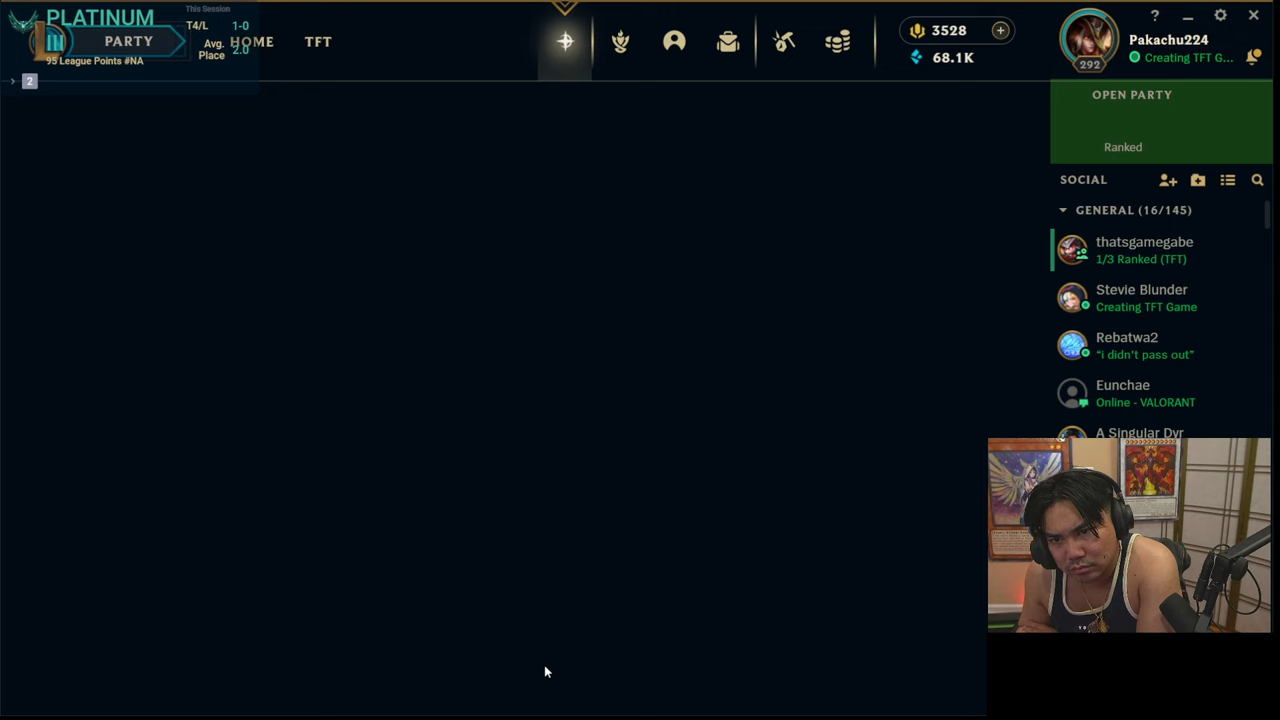 PLATINUM
This Session
T4/L 1-0
III
PARTY
Avg. Place 2.0
HOME
TFT
95 League Points #NA
2
3528
68.1K
292
Pakachu224
Creating TFT G...
OPEN PARTY
Ranked
SOCIAL
GENERAL (16/145)
thatsgamegabe
1/3 Ranked (TFT)
Stevie Blunder
Creating TFT Game
Rebatwa2
“i didn't pass out”
Eunchae
Online - VALORANT
A Singular Dyr